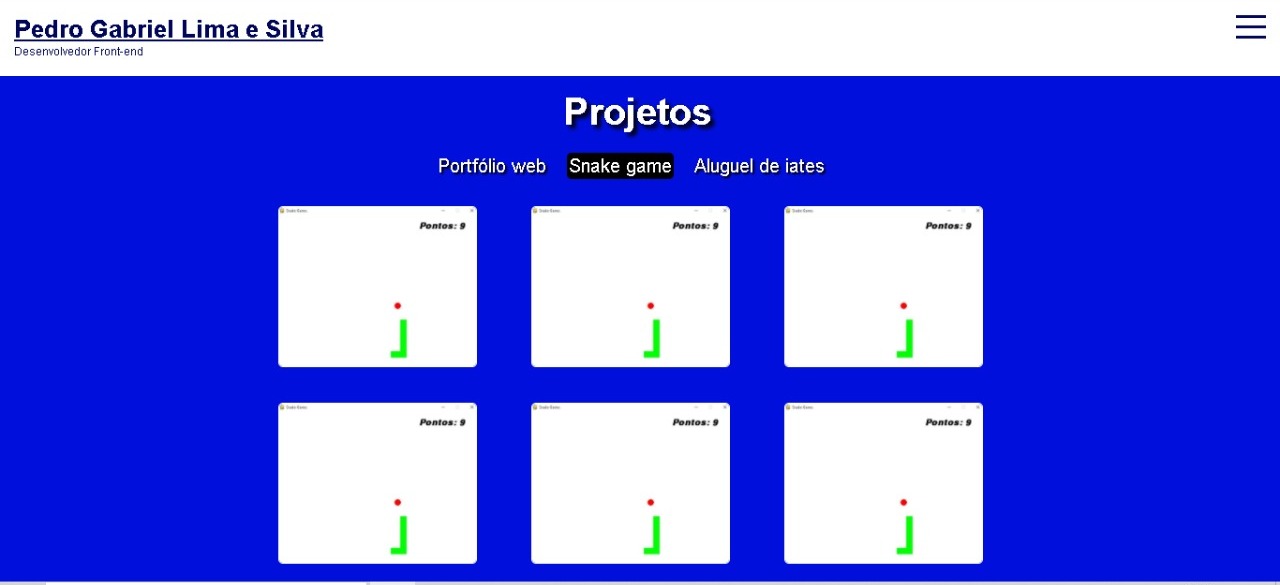 Pedro Gabriel Lima e Silva
Desenvolvedor Front-end
Projetos
Portfólio web Snake game Aluguel de iates
Snake Game Snake Game Snake Game
Pontos: 9 Pontos: 9 Pontos: 9
Snake Game Snake Game Snake Game
Pontos: 9 Pontos: 9 Pontos: 9